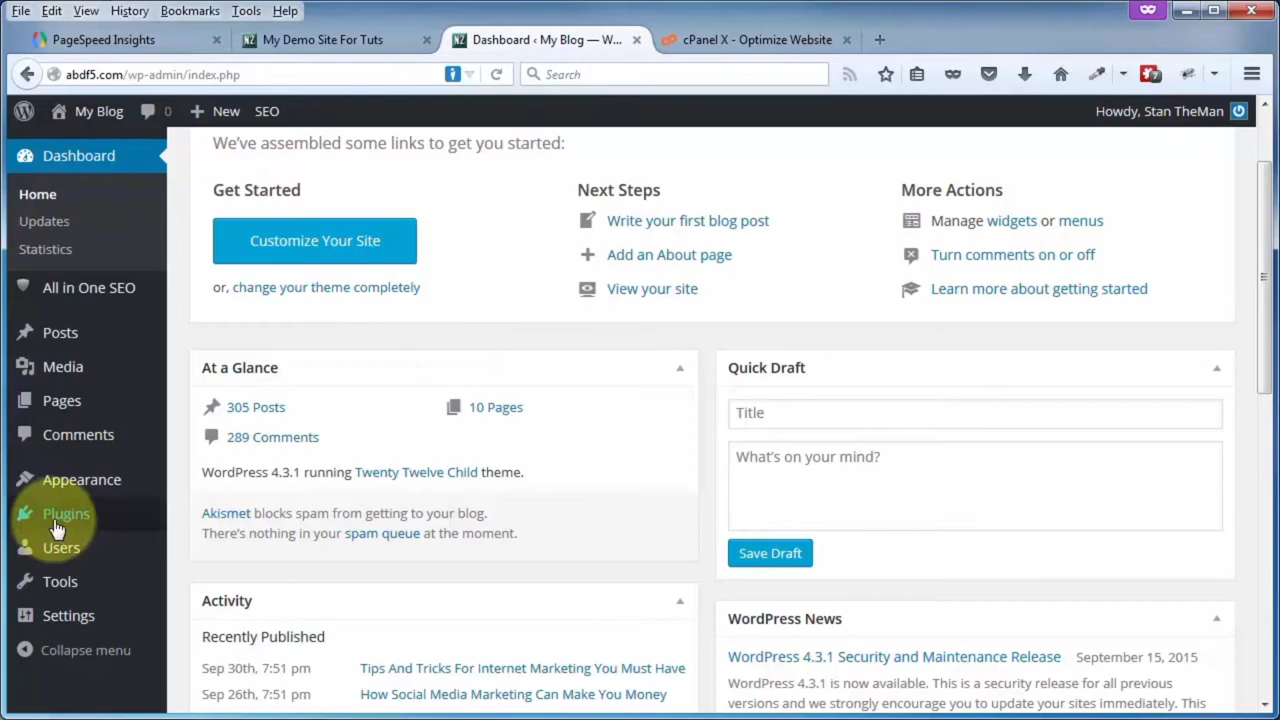 File Edit View History Bookmarks Tools Help
PageSpeed Insights
My Demo Site For Tuts
Dashboard ‹ My Blog — W...
cPanel X - Optimize Website
abdf5.com/wp-admin/index.php
Search
7
My Blog 0 New SEO
Howdy, Stan TheMan
Dashboard
Home
Updates
Statistics
All in One SEO
Posts
Media
Pages
Comments
Appearance
Plugins
Users
Tools
Settings
Collapse menu
We've assembled some links to get you started:
Get Started
Customize Your Site
or, change your theme completely
Next Steps
Write your first blog post
Add an About page
View your site
More Actions
Manage widgets or menus
Turn comments on or off
Learn more about getting started
At a Glance
305 Posts
10 Pages
289 Comments
WordPress 4.3.1 running Twenty Twelve Child theme.
Akismet blocks spam from getting to your blog.
There's nothing in your spam queue at the moment.
Activity
Recently Published
Sep 30th, 7:51 pm Tips And Tricks For Internet Marketing You Must Have
Sep 26th, 7:51 pm How Social Media Marketing Can Make You Money
Quick Draft
Title
What's on your mind?
Save Draft
WordPress News
WordPress 4.3.1 Security and Maintenance Release September 15, 2015
WordPress 4.3.1 is now available. This is a security release for all previous
versions and we strongly encourage you to update your sites immediately. This